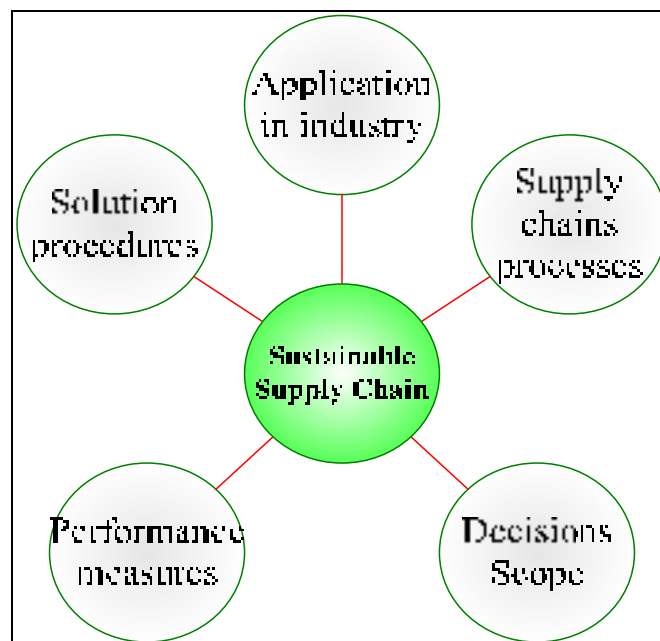 Application
in industry
Solution
procedures
Supply
chains
processes
Sustainable
Supply Chain
Performance
measures
Decisions
Scope